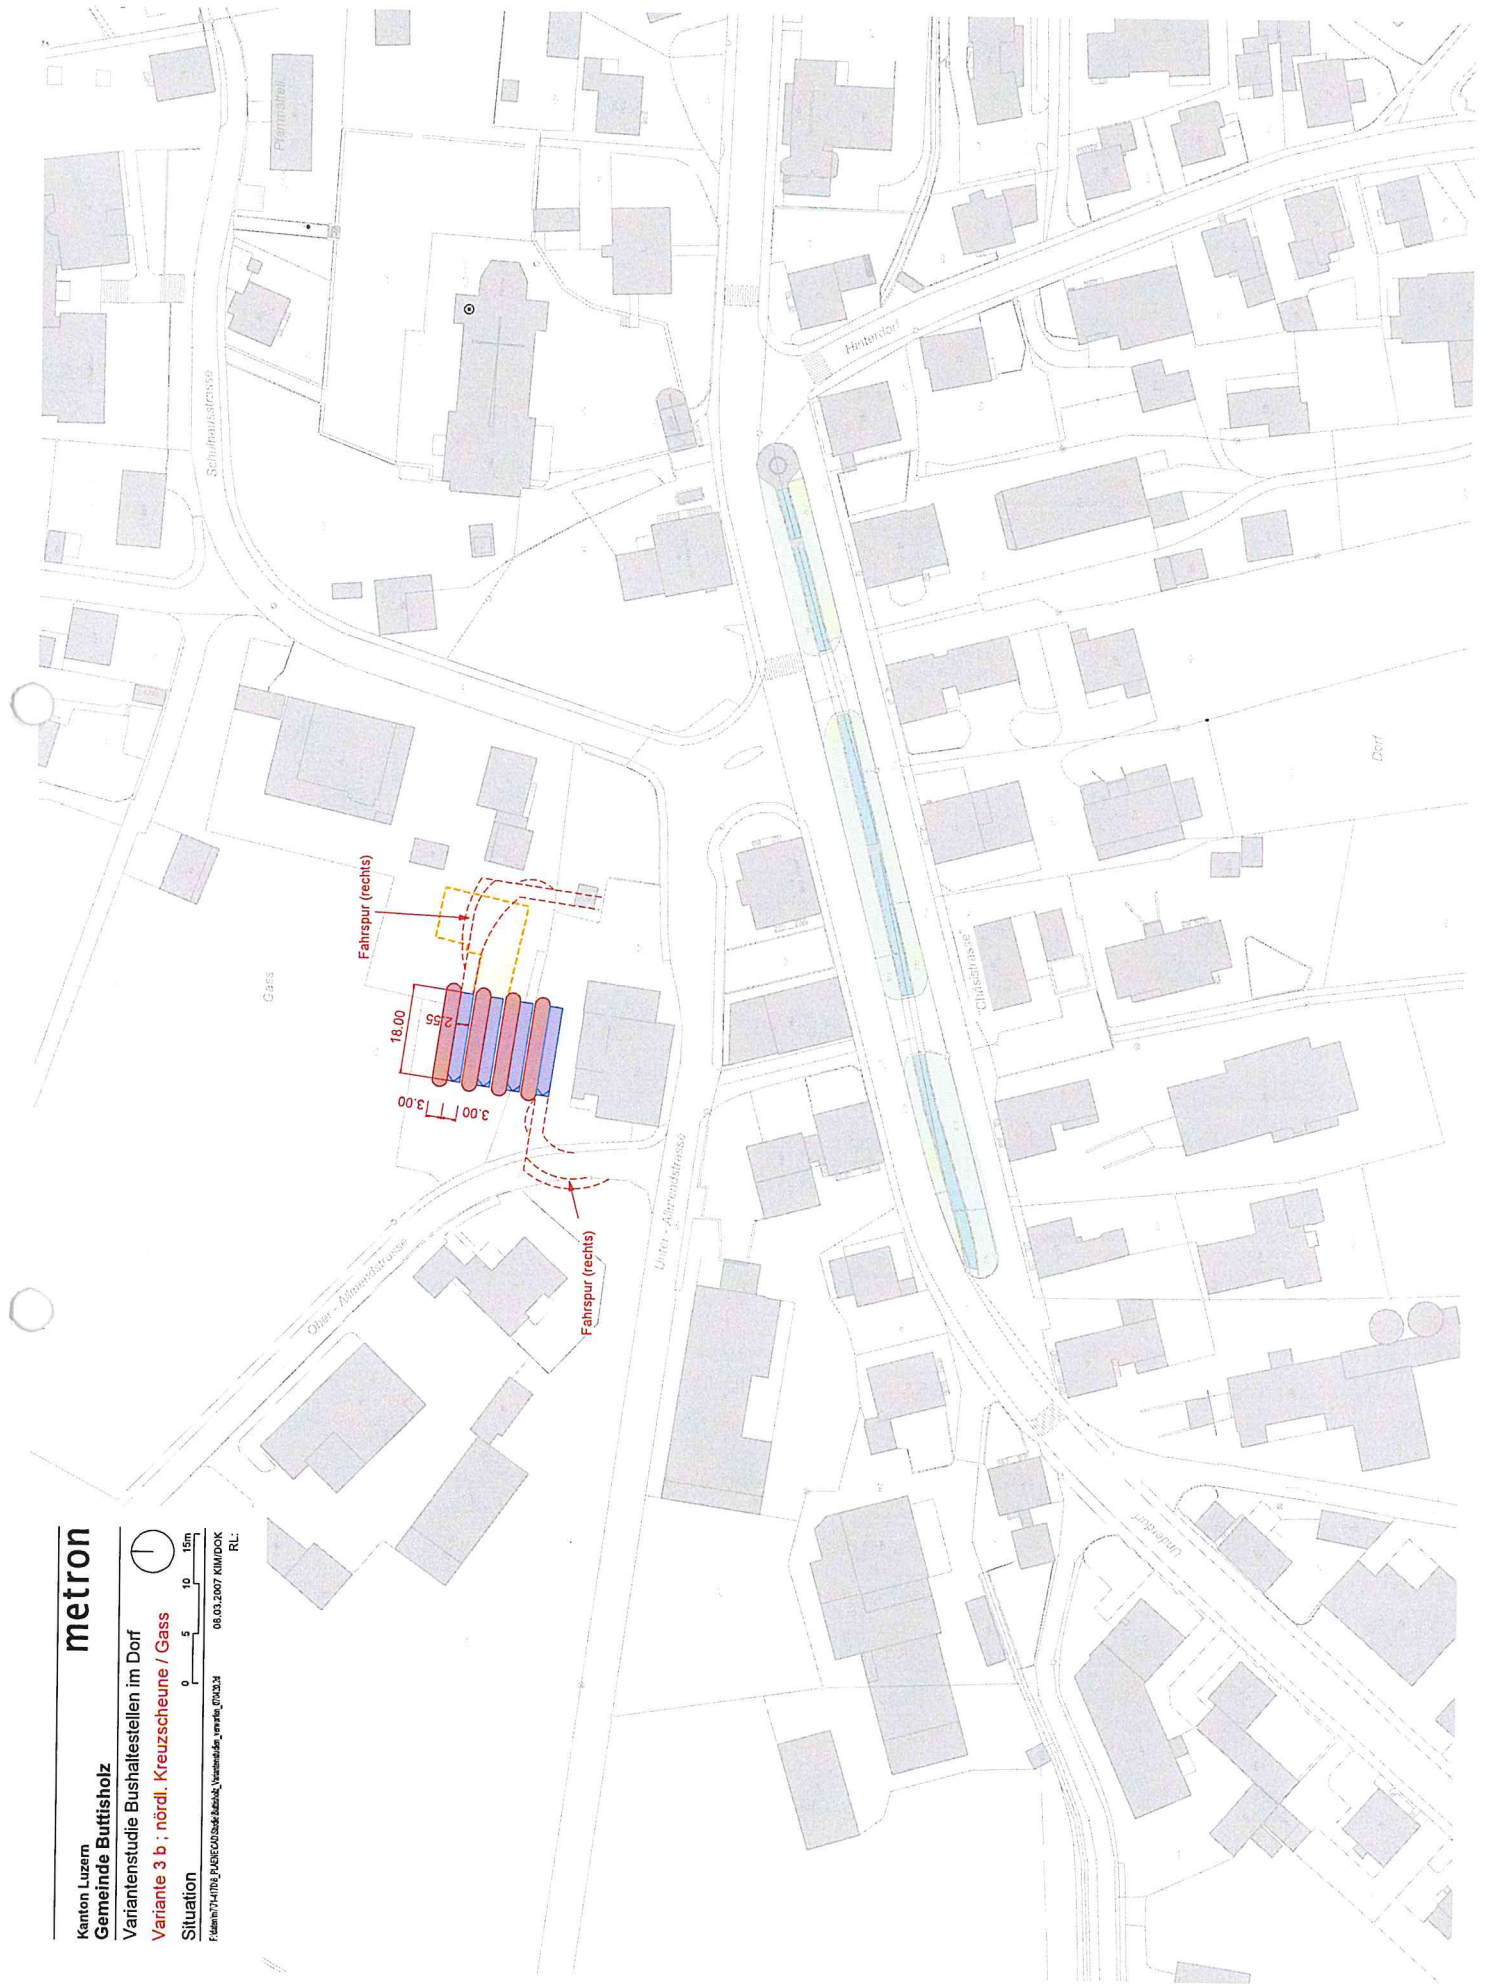 metron
Kanton Luzern
Gemeinde Buttisholz
Variantenstudie Bushaltestellen im Dorf
Variante 3 b ; nördl. Kreuzscheune / Gass
Situation
0 5 10 15m
08.03.2007 KIM/DOK
RL:
Pfarrmatteli
Schulhausstrasse
Hinterdorf
Fahrspur (rechts)
Gass
18.00
2.55
3.00
3.00
Fahrspur (rechts)
Ober - Allmendstrasse
Unter - Allmendstrasse
Dorf
Unterdorf